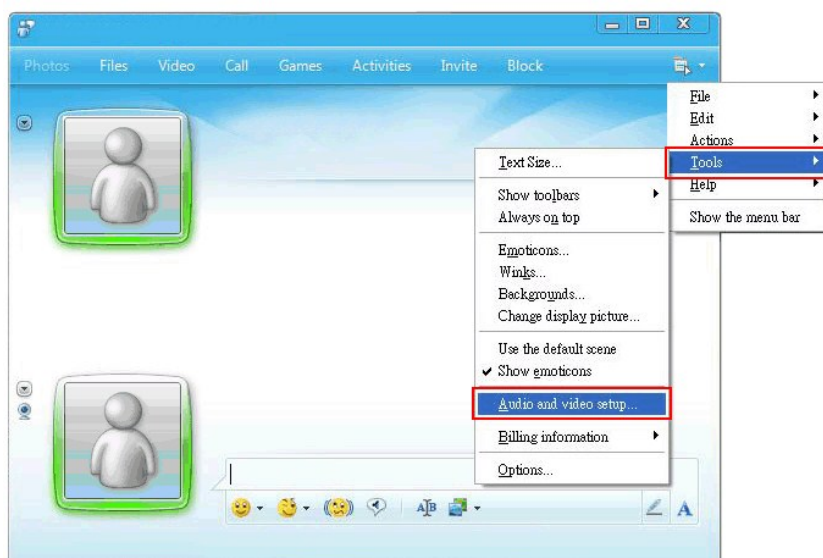 Photos Files Video Call Games Activities Invite Block
File
Edit
Actions
Tools
Help
Show the menu bar
Text Size...
Show toolbars
Always on top
Emoticons...
Winks...
Backgrounds...
Change display picture...
Use the default scene
Show emoticons
Audio and video setup...
Billing information
Options...
AB
A